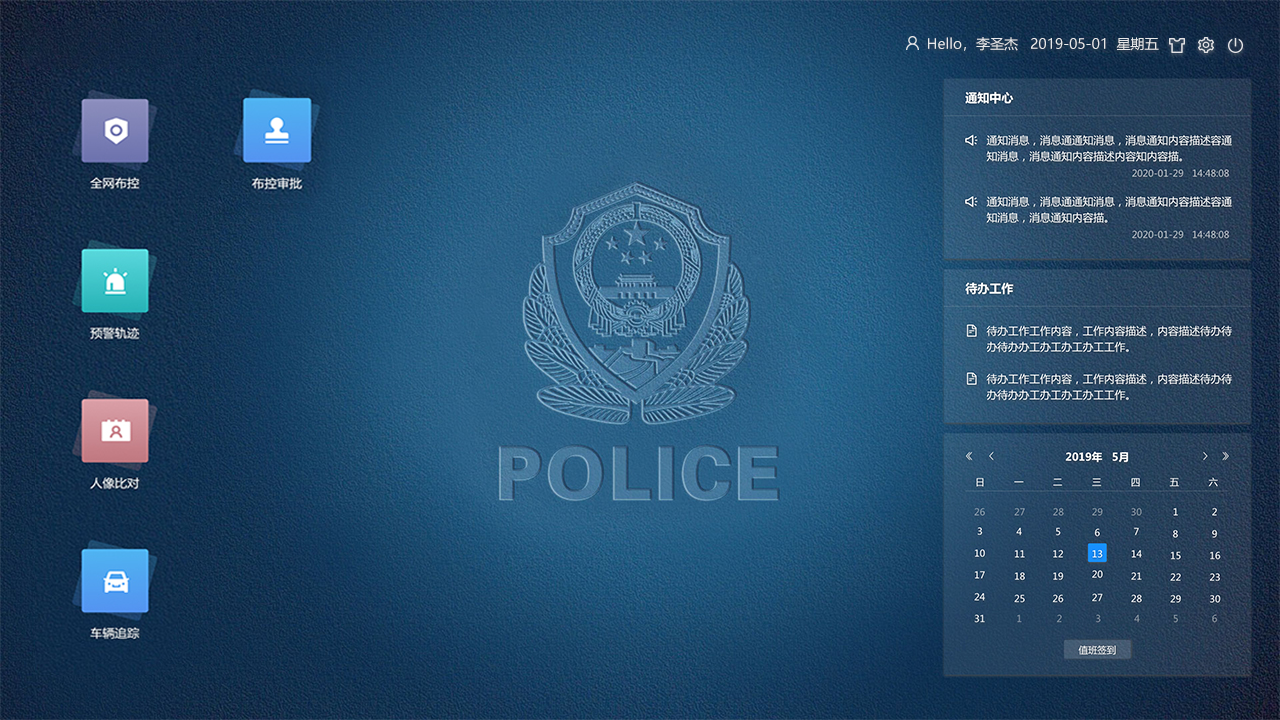 Hello，李圣杰 2019-05-01 星期五
全网布控
布控审批
预警轨迹
人像比对
车辆追踪
POLICE
通知中心
通知消息，消息通通知消息，消息通知内容描述容通
知消息，消息通知内容描述内容知内容描。
2020-01-29 14:48:08
通知消息，消息通通知消息，消息通知内容描述容通
知消息，消息通知内容描。
2020-01-29 14:48:08
待办工作
待办工作工作内容，工作内容描述，内容描述待办待
办待办办工办工办工办工工作。
待办工作工作内容，工作内容描述，内容描述待办待
办待办办工办工办工办工工作。
2019年 5月
日 一 二 三 四 五 六
26 27 28 29 30 1 2
3 4 5 6 7 8 9
10 11 12 13 14 15 16
17 18 19 20 21 22 23
24 25 26 27 28 29 30
31 1 2 3 4 5 6
值班签到